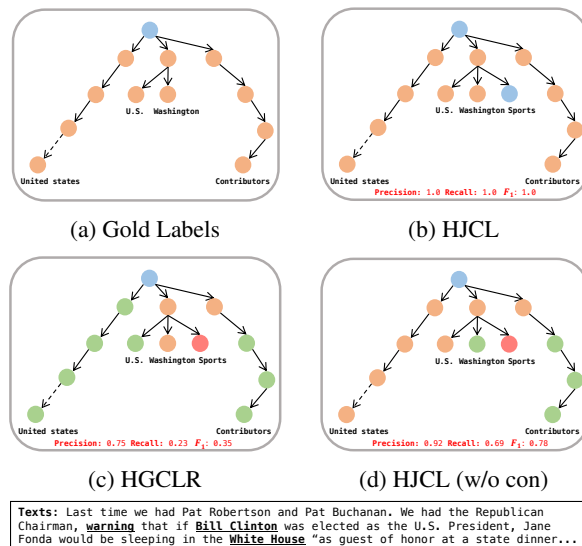 U.S. Washington
United states
Contributors
(a) Gold Labels
U.S. Washington Sports
United states
Contributors
Precision: 1.0 Recall: 1.0 F₁: 1.0
(b) HJCL
U.S. Washington Sports
United states
Contributors
Precision: 0.75 Recall: 0.23 F₁: 0.35
(c) HGCLR
U.S. Washington Sports
United states
Contributors
Precision: 0.92 Recall: 0.69 F₁: 0.78
(d) HJCL (w/o con)
Texts: Last time we had Pat Robertson and Pat Buchanan. We had the Republican
Chairman, warning that if Bill Clinton was elected as the U.S. President, Jane
Fonda would be sleeping in the White House “as guest of honor at a state dinner...